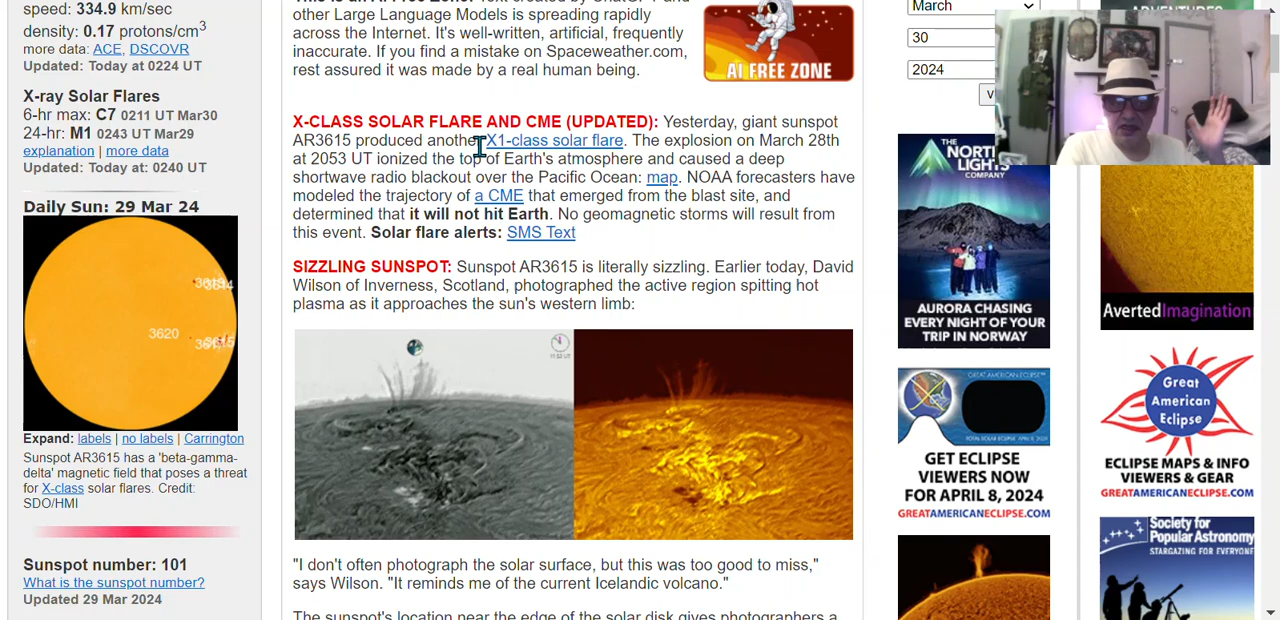 speed: 334.9 km/sec
density: 0.17 protons/cm3
more data: ACE, DSCOVR
Updated: Today at 0224 UT
X-ray Solar Flares
6-hr max: C7 0211 UT Mar30
24-hr: M1 0243 UT Mar29
explanation | more data
Updated: Today at: 0240 UT
Daily Sun: 29 Mar 24
3614
3620
3615
Expand: labels | no labels | Carrington
Sunspot AR3615 has a 'beta-gamma-
delta' magnetic field that poses a threat
for X-class solar flares. Credit:
SDO/HMI
Sunspot number: 101
What is the sunspot number?
Updated 29 Mar 2024
other Large Language Models is spreading rapidly
across the Internet. It's well-written, artificial, frequently
inaccurate. If you find a mistake on Spaceweather.com,
rest assured it was made by a real human being.
AI FREE ZONE
X-CLASS SOLAR FLARE AND CME (UPDATED): Yesterday, giant sunspot
AR3615 produced another X1-class solar flare. The explosion on March 28th
at 2053 UT ionized the top of Earth's atmosphere and caused a deep
shortwave radio blackout over the Pacific Ocean: map. NOAA forecasters have
modeled the trajectory of a CME that emerged from the blast site, and
determined that it will not hit Earth. No geomagnetic storms will result from
this event. Solar flare alerts: SMS Text
SIZZLING SUNSPOT: Sunspot AR3615 is literally sizzling. Earlier today, David
Wilson of Inverness, Scotland, photographed the active region spitting hot
plasma as it approaches the sun's western limb:
"I don't often photograph the solar surface, but this was too good to miss,"
says Wilson. "It reminds me of the current Icelandic volcano."
The sunspot's location near the edge of the solar disk gives photographers a
March
30
2024
THE
NORTHERN
LIGHTS
COMPANY
AURORA CHASING
EVERY NIGHT OF YOUR
TRIP IN NORWAY
GREAT AMERICAN ECLIPSE
TOTAL SOLAR ECLIPSE APRIL 8, 2024
GET ECLIPSE
VIEWERS NOW
FOR APRIL 8, 2024
GREATAMERICANECLIPSE.COM
ADVENTURES
AvertedImagination
Great
American
Eclipse
ECLIPSE MAPS & INFO
VIEWERS & GEAR
GREATAMERICANECLIPSE.COM
Society for
Popular Astronomy
STARGAZING FOR EVERYONE